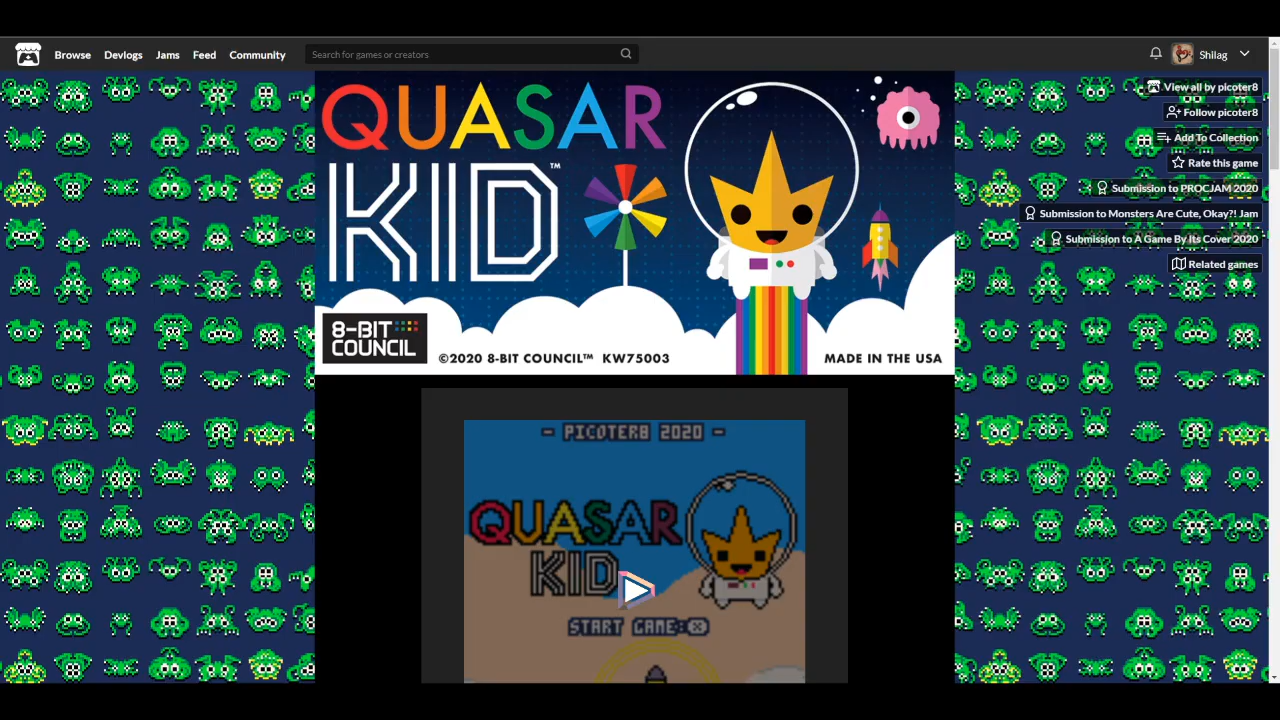 Browse Devlogs Jams Feed Community Search for games or creators Shilag
View all by picoter8
Follow picoter8
Add To Collection
Rate this game
Submission to PROCJAM 2020
Submission to Monsters Are Cute, Okay?! Jam
Submission to A Game By Its Cover 2020
Related games
QUASAR
KID™
8-BIT
COUNCIL
©2020 8-BIT COUNCIL™ KW75003
MADE IN THE USA
- PICOTER8 2020 -
QUASAR
KID
START GAME:❎